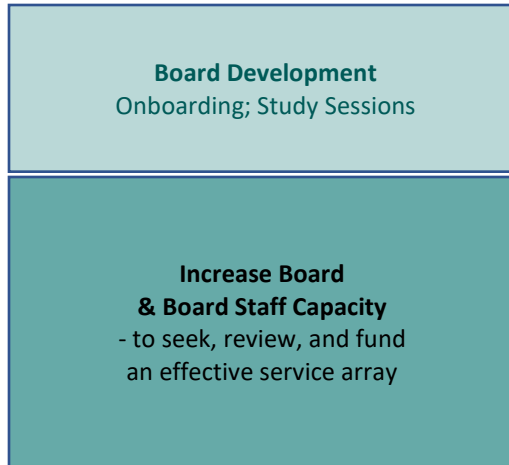 Board Development
Onboarding; Study Sessions
Increase Board
& Board Staff Capacity
- to seek, review, and fund
an effective service array